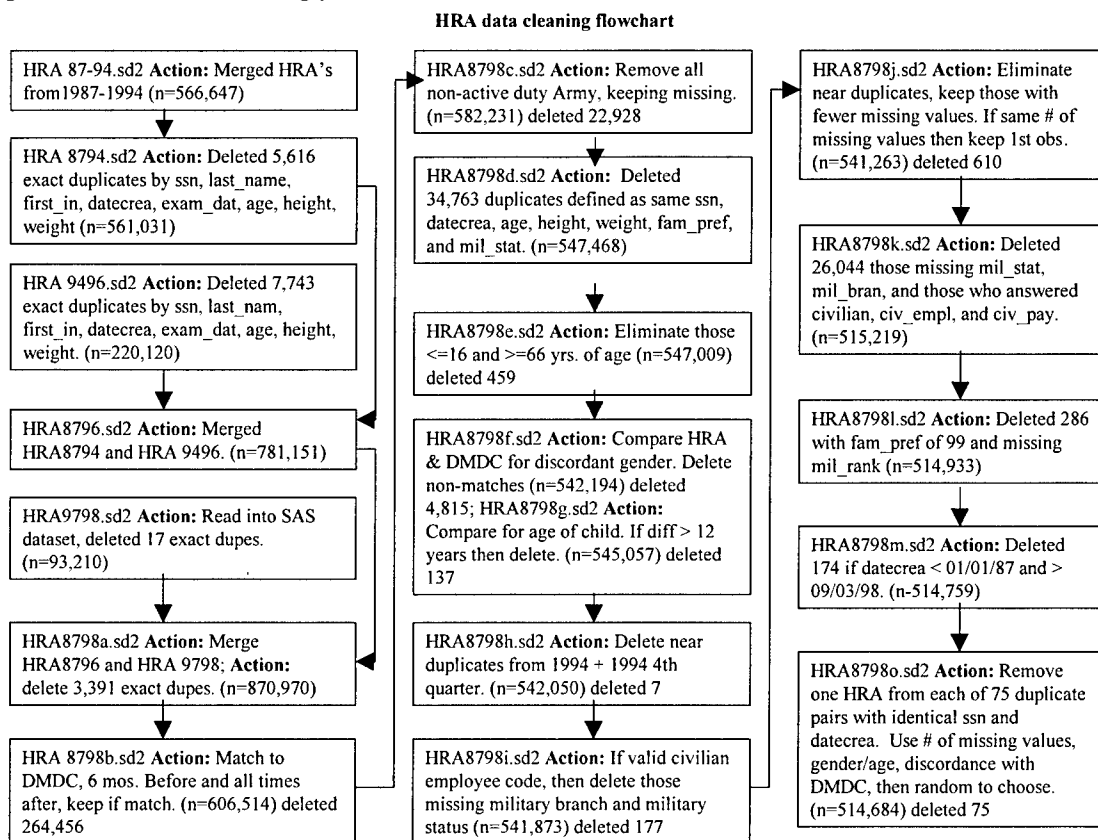 HRA data cleaning flowchart
HRA 87-94.sd2 Action: Merged HRA's
from1987-1994 (n=566,647)
HRA 8794.sd2 Action: Deleted 5,616
exact duplicates by ssn, last_name,
first_in, datecrea, exam_dat, age, height,
weight (n=561,031)
HRA 9496.sd2 Action: Deleted 7,743
exact duplicates by ssn, last_nam,
first_in, datecrea, exam_dat, age, height,
weight. (n=220,120)
HRA8796.sd2 Action: Merged
HRA8794 and HRA 9496. (n=781,151)
HRA9798.sd2 Action: Read into SAS
dataset, deleted 17 exact dupes.
(n=93,210)
HRA8798a.sd2 Action: Merge
HRA8796 and HRA 9798; Action:
delete 3,391 exact dupes. (n=870,970)
HRA 8798b.sd2 Action: Match to
DMDC, 6 mos. Before and all times
after, keep if match. (n=606,514) deleted
264,456
HRA8798c.sd2 Action: Remove all
non-active duty Army, keeping missing.
(n=582,231) deleted 22,928
HRA8798d.sd2 Action: Deleted
34,763 duplicates defined as same ssn,
datecrea, age, height, weight, fam_pref,
and mil_stat. (n=547,468)
HRA8798e.sd2 Action: Eliminate those
<=16 and >=66 yrs. of age (n=547,009)
deleted 459
HRA8798f.sd2 Action: Compare HRA
& DMDC for discordant gender. Delete
non-matches (n=542,194) deleted
4,815; HRA8798g.sd2 Action:
Compare for age of child. If diff > 12
years then delete. (n=545,057) deleted
137
HRA8798h.sd2 Action: Delete near
duplicates from 1994 + 1994 4th
quarter. (n=542,050) deleted 7
HRA8798i.sd2 Action: If valid civilian
employee code, then delete those
missing military branch and military
status (n=541,873) deleted 177
HRA8798j.sd2 Action: Eliminate
near duplicates, keep those with
fewer missing values. If same # of
missing values then keep 1st obs.
(n=541,263) deleted 610
HRA8798k.sd2 Action: Deleted
26,044 those missing mil_stat,
mil_bran, and those who answered
civilian, civ_empl, and civ_pay.
(n=515,219)
HRA8798l.sd2 Action: Deleted 286
with fam_pref of 99 and missing
mil_rank (n=514,933)
HRA8798m.sd2 Action: Deleted
174 if datecrea < 01/01/87 and >
09/03/98. (n-514,759)
HRA8798o.sd2 Action: Remove
one HRA from each of 75 duplicate
pairs with identical ssn and
datecrea. Use # of missing values,
gender/age, discordance with
DMDC, then random to choose.
(n=514,684) deleted 75